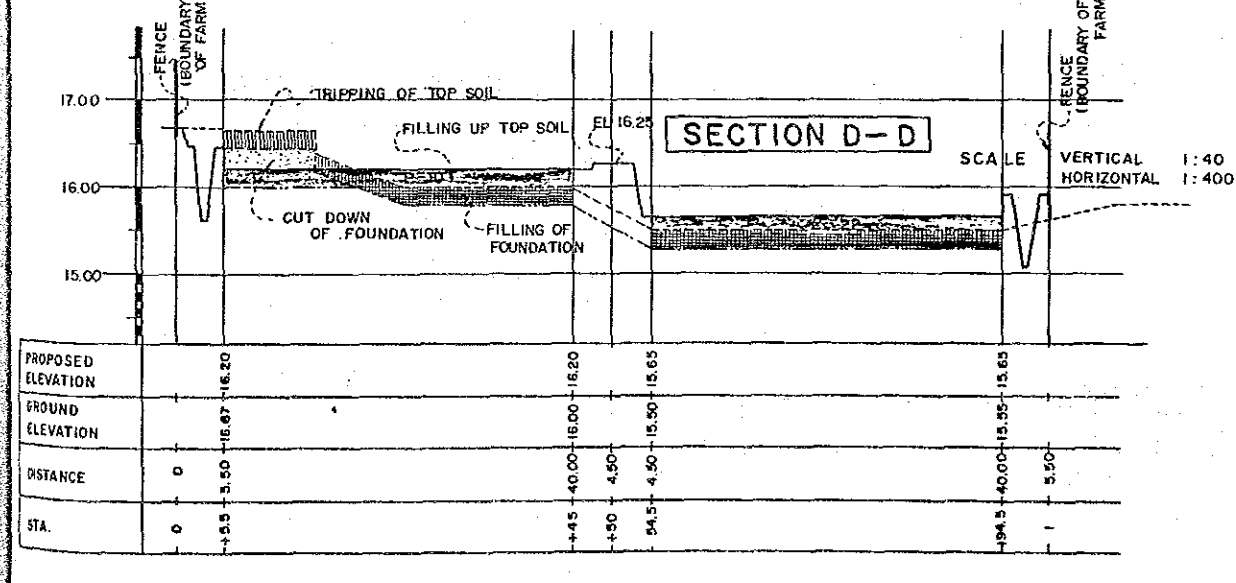 FENCE
(BOUNDARY
OF FARM
FENCE
(BOUNDARY OF
FARM
17.00
TRIPPING OF TOP SOIL
FILLING UP TOP SOIL
EL 16.25
SECTION D-D
SCALE VERTICAL 1:40
HORIZONTAL 1:400
16.00
CUT DOWN
OF FOUNDATION
FILLING OF
FOUNDATION
15.00
PROPOSED
ELEVATION
16.20
16.20
15.65
15.65
GROUND
ELEVATION
16.67
16.00
15.50
15.55
DISTANCE
0
5.50
40.00
4.50
4.50
40.00
5.50
STA.
0
+5.5
+45
+50
54.5
+94.5
1